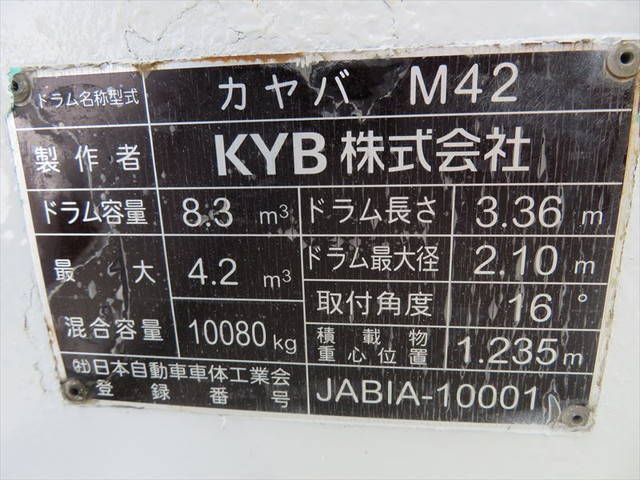 ドラム名称型式 カヤバ M42
製作者 KYB 株式会社
ドラム容量 8.3 m³ ドラム長さ 3.36 m
最大 4.2 m³ ドラム最大径 2.10 m
混合容量 10080 kg 取付角度 16°
積載物
重心位置 1.235 m
(社)日本自動車車体工業会
登録番号 JABIA-10001